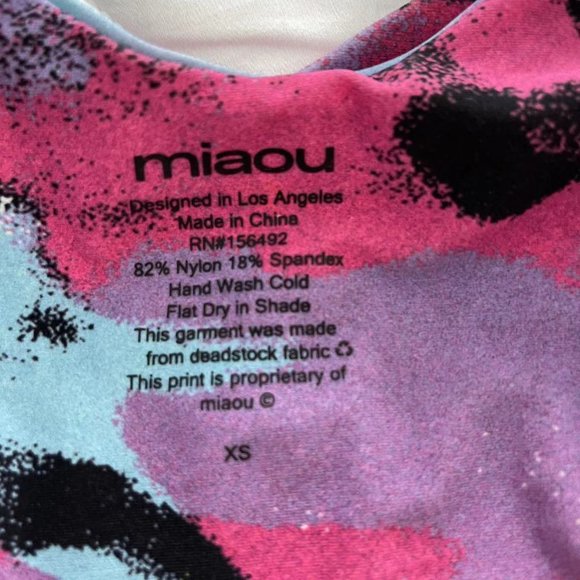 miaou
Designed in Los Angeles
Made in China
RN#156492
82% Nylon 18% Spandex
Hand Wash Cold
Flat Dry in Shade
This garment was made
from deadstock fabric ♻
This print is proprietary of
miaou ©
XS